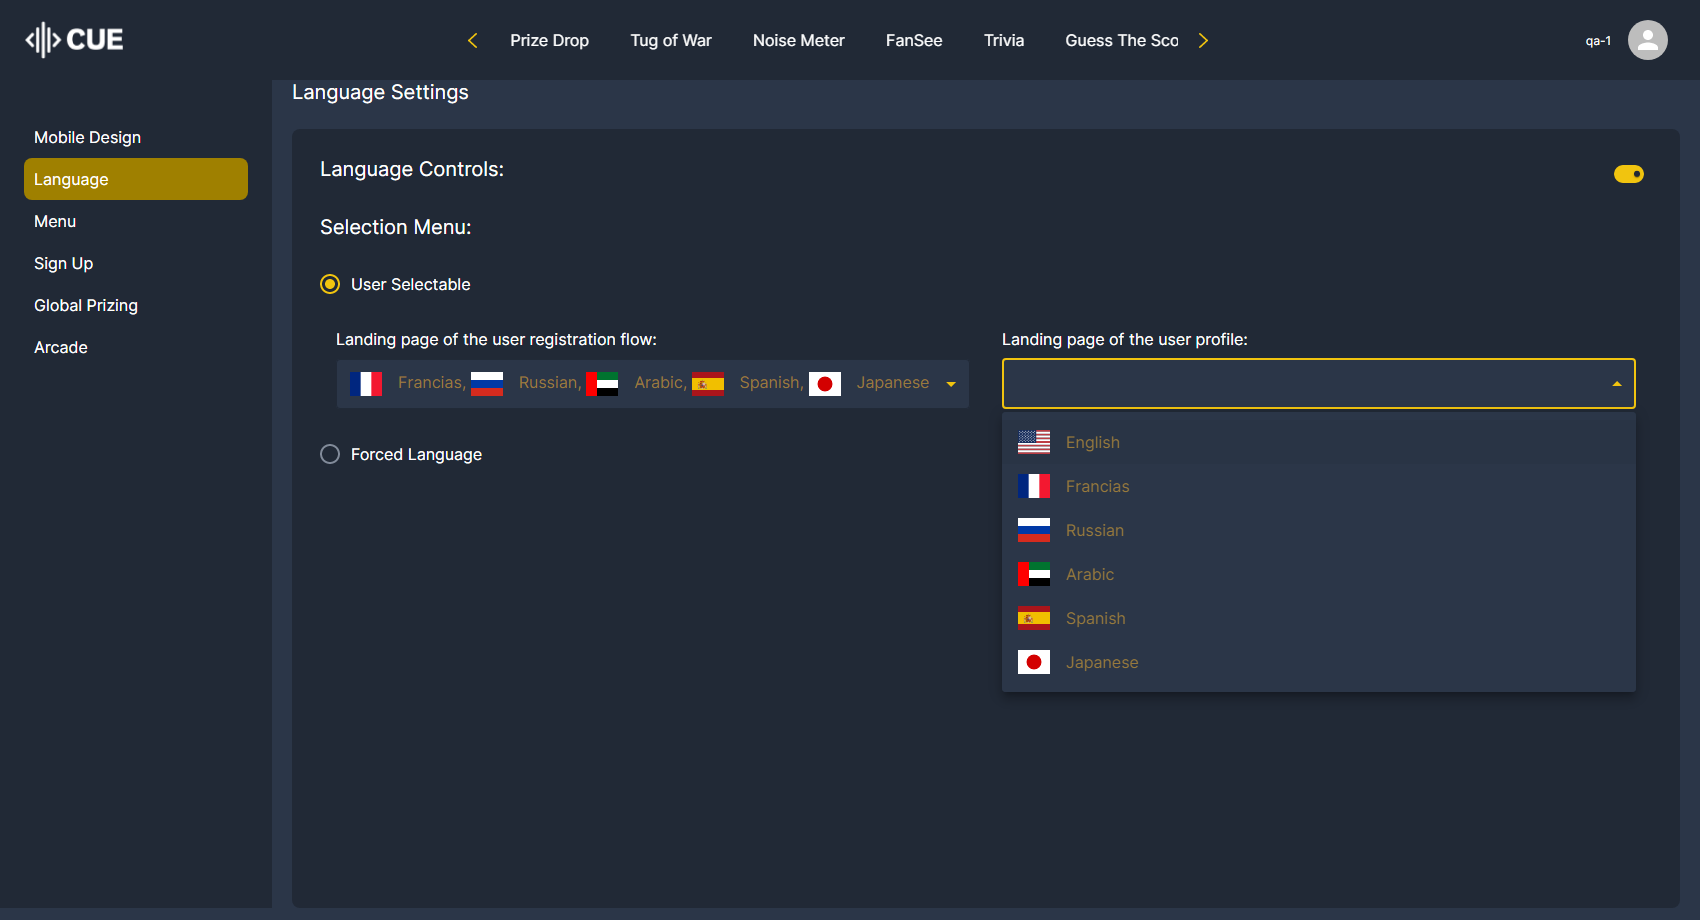 CUE
Prize Drop Tug of War Noise Meter FanSee Trivia Guess The Sco
qa-1
Mobile Design
Language
Menu
Sign Up
Global Prizing
Arcade
Language Settings
Language Controls:
Selection Menu:
User Selectable
Landing page of the user registration flow:
Francias, Russian, Arabic, Spanish, Japanese
Forced Language
Landing page of the user profile:
English
Francias
Russian
Arabic
Spanish
Japanese